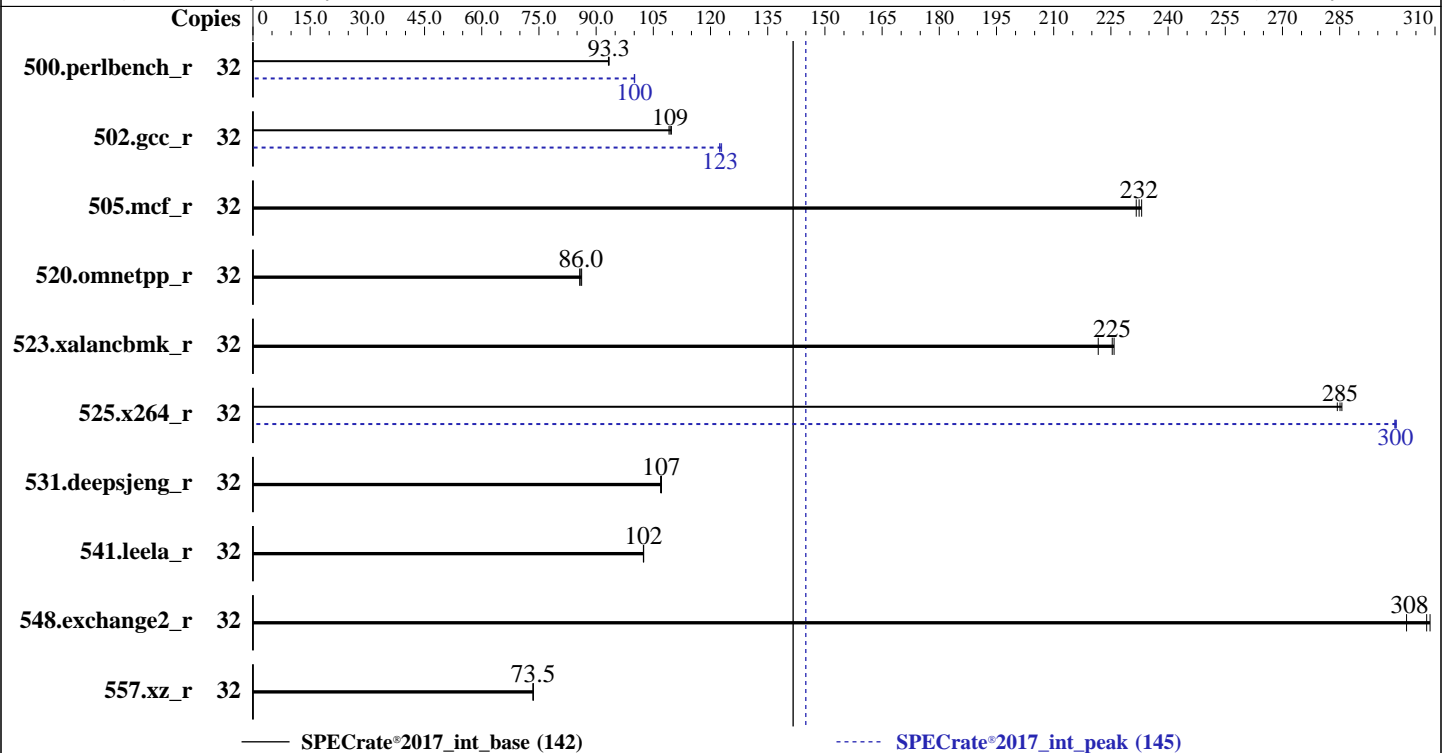 Copies 0 15.0 30.0 45.0 60.0 75.0 90.0 105 120 135 150 165 180 195 210 225 240 255 270 285 310
500.perlbench_r 32 93.3
100
502.gcc_r 32 109
123
505.mcf_r 32 232
520.omnetpp_r 32 86.0
523.xalancbmk_r 32 225
525.x264_r 32 285
300
531.deepsjeng_r 32 107
541.leela_r 32 102
548.exchange2_r 32 308
557.xz_r 32 73.5
SPECrate®2017_int_base (142) SPECrate®2017_int_peak (145)